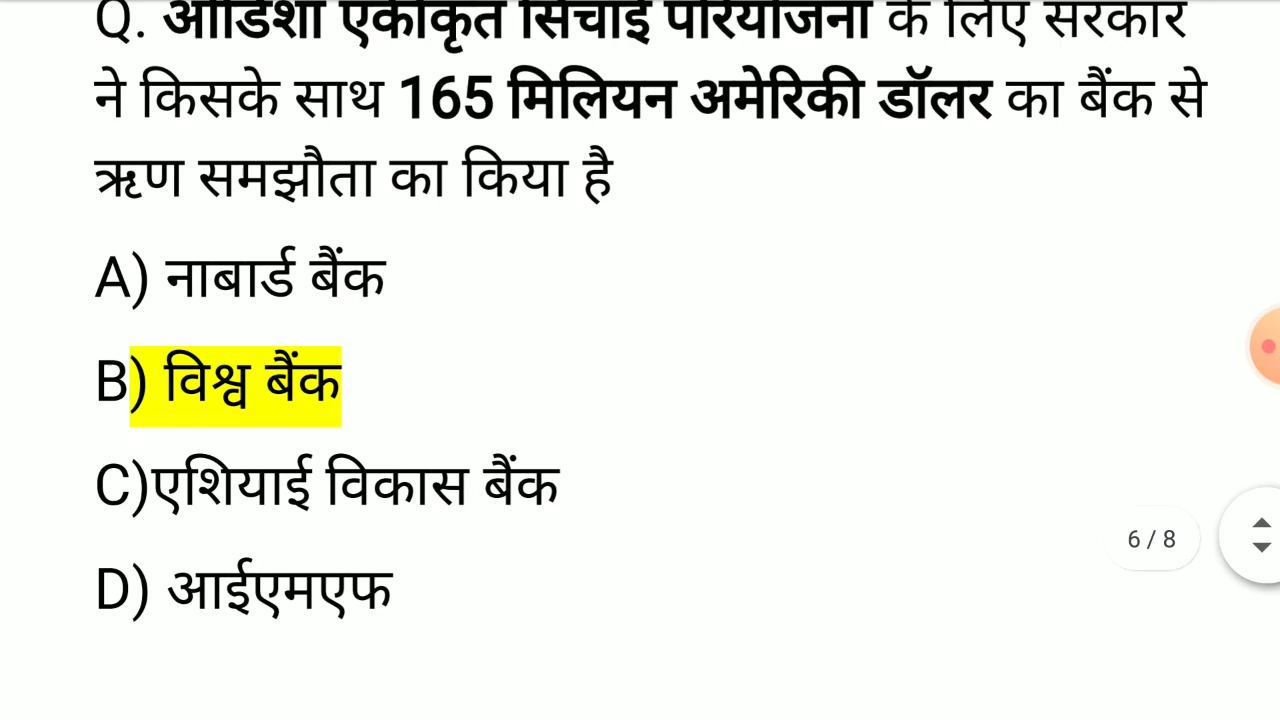 Q. ओडिशा एकीकृत सिंचाई परियोजना के लिए सरकार
ने किसके साथ 165 मिलियन अमेरिकी डॉलर का बैंक से
ऋण समझौता का किया है
A) नाबार्ड बैंक
B) विश्व बैंक
C)एशियाई विकास बैंक
6 / 8
D) आईएमएफ